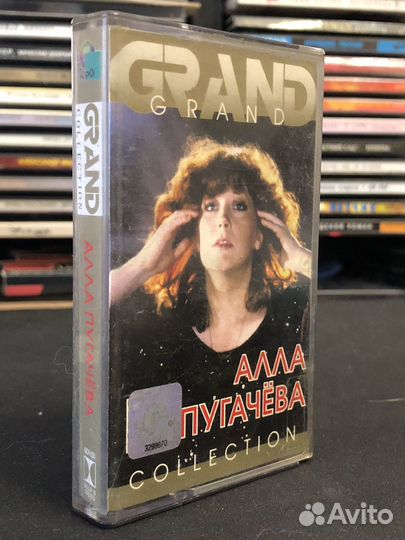 GRAND
GRAND
АЛЛА
ПУГАЧЁВА
COLLECTION
3299670
GRAND
COLLECTION
АЛЛА ПУГАЧЁВА
Avito